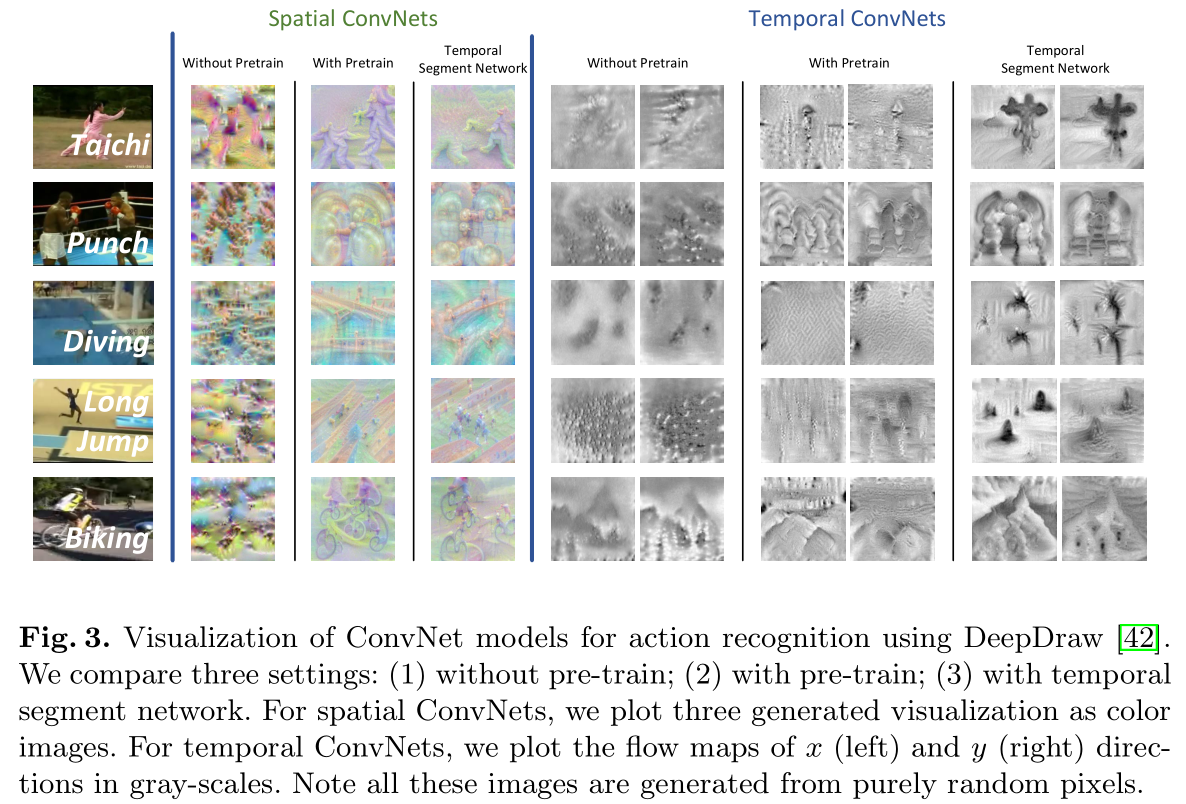 Spatial ConvNets
Temporal ConvNets
Without Pretrain
With Pretrain
Temporal
Segment Network
Without Pretrain
With Pretrain
Temporal
Segment Network
Taichi
Punch
Diving
Long
Jump
Biking
Fig. 3. Visualization of ConvNet models for action recognition using DeepDraw [42].
We compare three settings: (1) without pre-train; (2) with pre-train; (3) with temporal
segment network. For spatial ConvNets, we plot three generated visualization as color
images. For temporal ConvNets, we plot the flow maps of x (left) and y (right) direc-
tions in gray-scales. Note all these images are generated from purely random pixels.